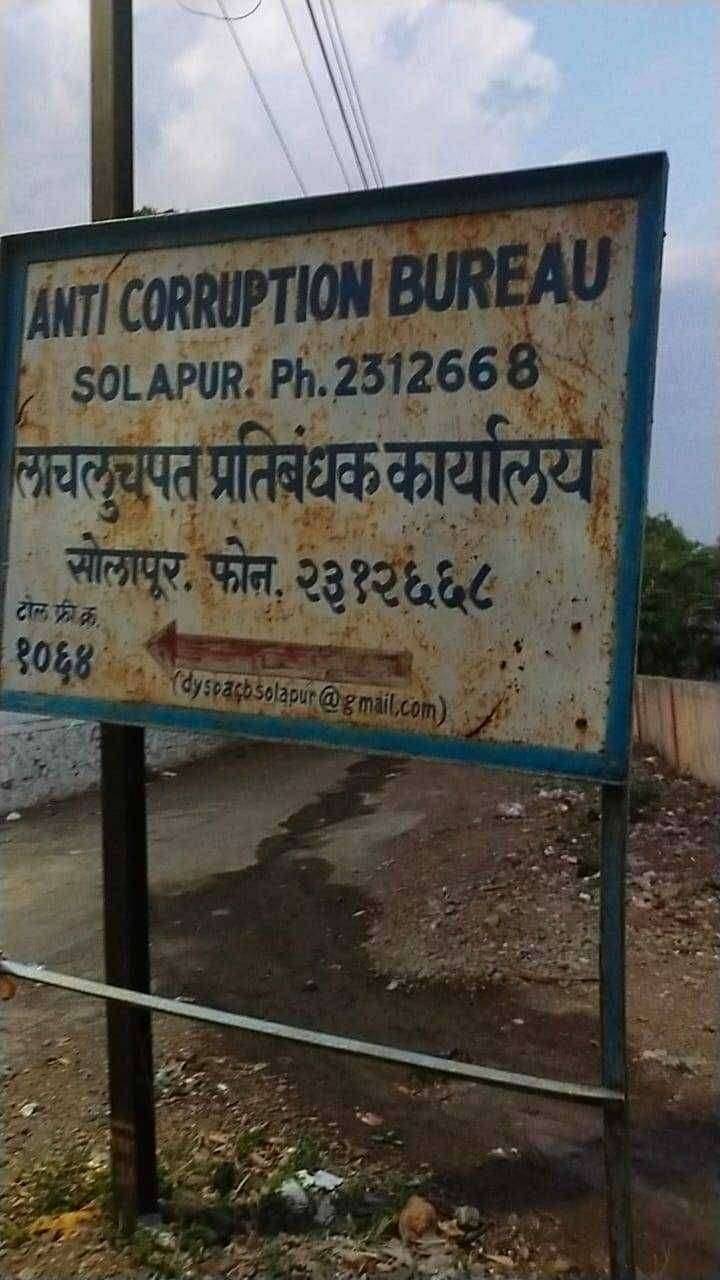 ANTI CORRUPTION BUREAU
SOLAPUR. Ph.2312668
लाचलुचपत प्रतिबंधक कार्यालय
सोलापूर. फोन. २३१२६६८
टोल फ्री क्र.
१०६४
(dyspacbsolapur@gmail.com)